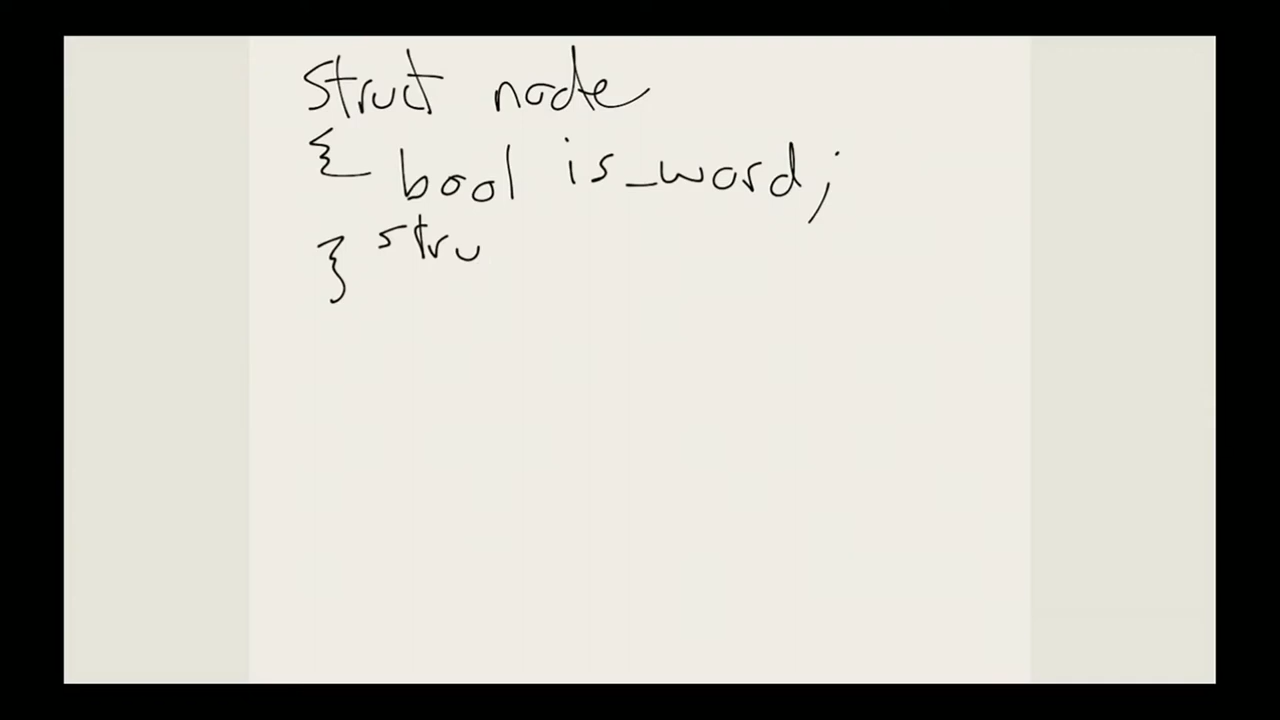 struct node
{ bool is_word;
} stru